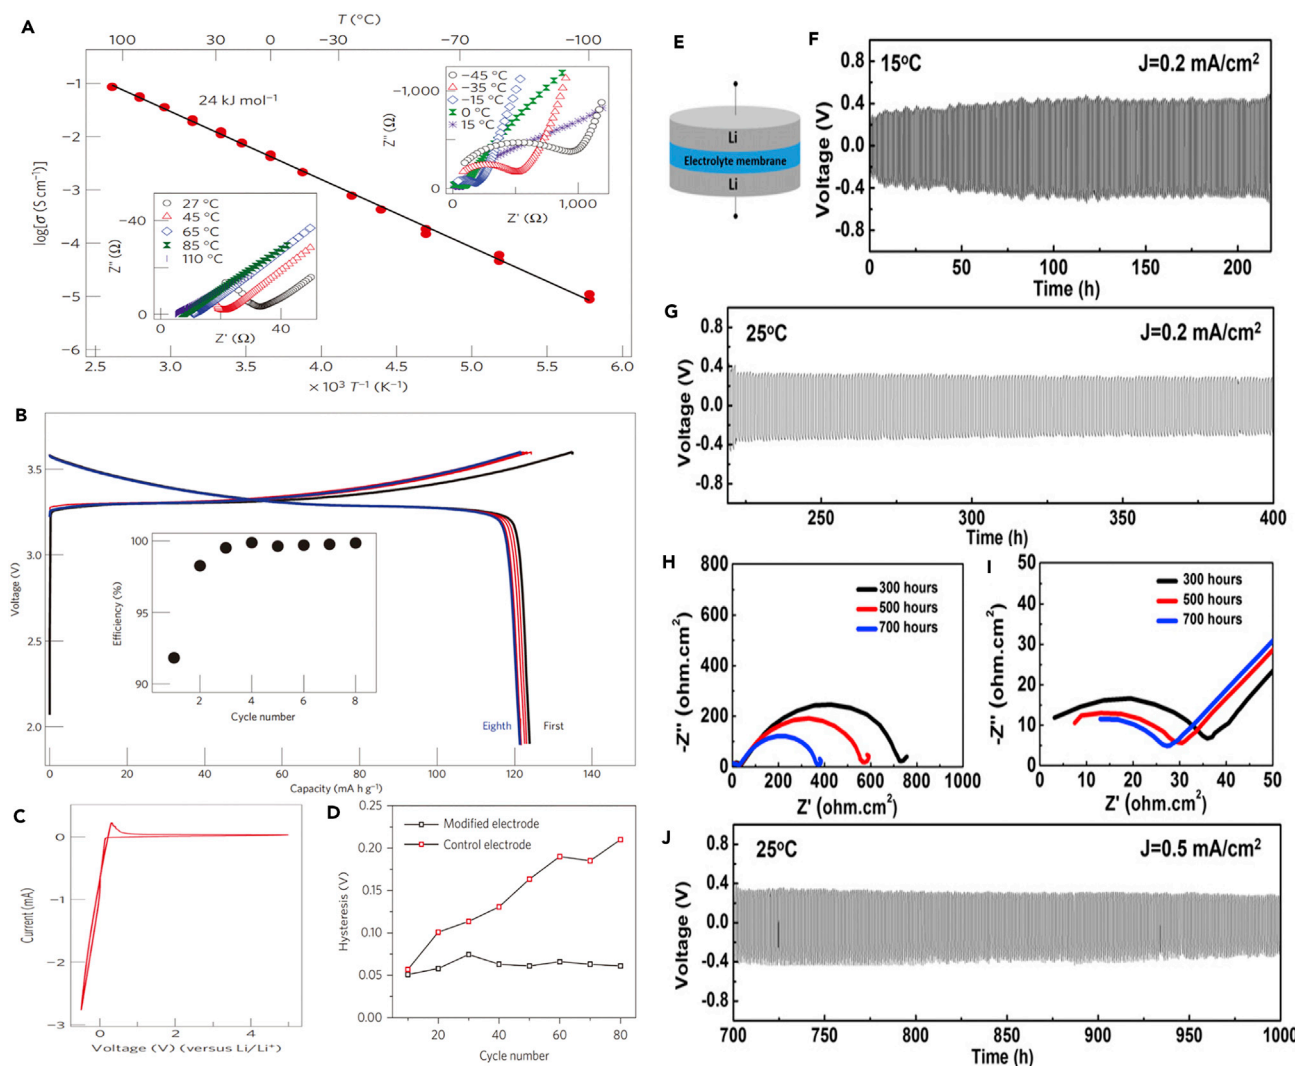 A
T (°C)
100 30 0 −30 −70 −100
−1
−2
−3
−4
−5
−6
log[σ (S cm⁻¹)]
24 kJ mol⁻¹
−45 °C
−35 °C
−15 °C
0 °C
15 °C
−1,000
0
Z'' (Ω)
0 500 1,000
Z' (Ω)
27 °C
45 °C
65 °C
85 °C
110 °C
−40
0
Z'' (Ω)
0 40
Z' (Ω)
2.5 3.0 3.5 4.0 4.5 5.0 5.5 6.0
× 10³ T⁻¹ (K⁻¹)
B
3.5
3.0
2.5
2.0
Voltage (V)
100
95
90
Efficiency (%)
2 4 6 8
Cycle number
Eighth First
0 20 40 60 80 100 120 140
Capacity (mA h g⁻¹)
C
0
−1
−2
−3
Current (mA)
0 2 4
Voltage (V) (versus Li/Li⁺)
D
0.25
0.20
0.15
0.10
0.05
0.00
Hysteresis (V)
Modified electrode
Control electrode
20 40 60 80
Cycle number
E
Li
Electrolyte membrane
Li
F
0.8
0.4
0.0
-0.4
-0.8
Voltage (V)
15°C J=0.2 mA/cm²
0 50 100 150 200
Time (h)
G
0.8
0.4
0.0
-0.4
-0.8
Voltage (V)
25°C J=0.2 mA/cm²
250 300 350 400
Time (h)
H
800
600
400
200
0
-Z'' (ohm.cm²)
300 hours
500 hours
700 hours
0 200 400 600 800 1000
Z' (ohm.cm²)
I
50
40
30
20
10
0
-Z'' (ohm.cm²)
300 hours
500 hours
700 hours
0 10 20 30 40 50
Z' (ohm.cm²)
J
0.8
0.4
0.0
-0.4
-0.8
Voltage (V)
25°C J=0.5 mA/cm²
700 750 800 850 900 950 1000
Time (h)